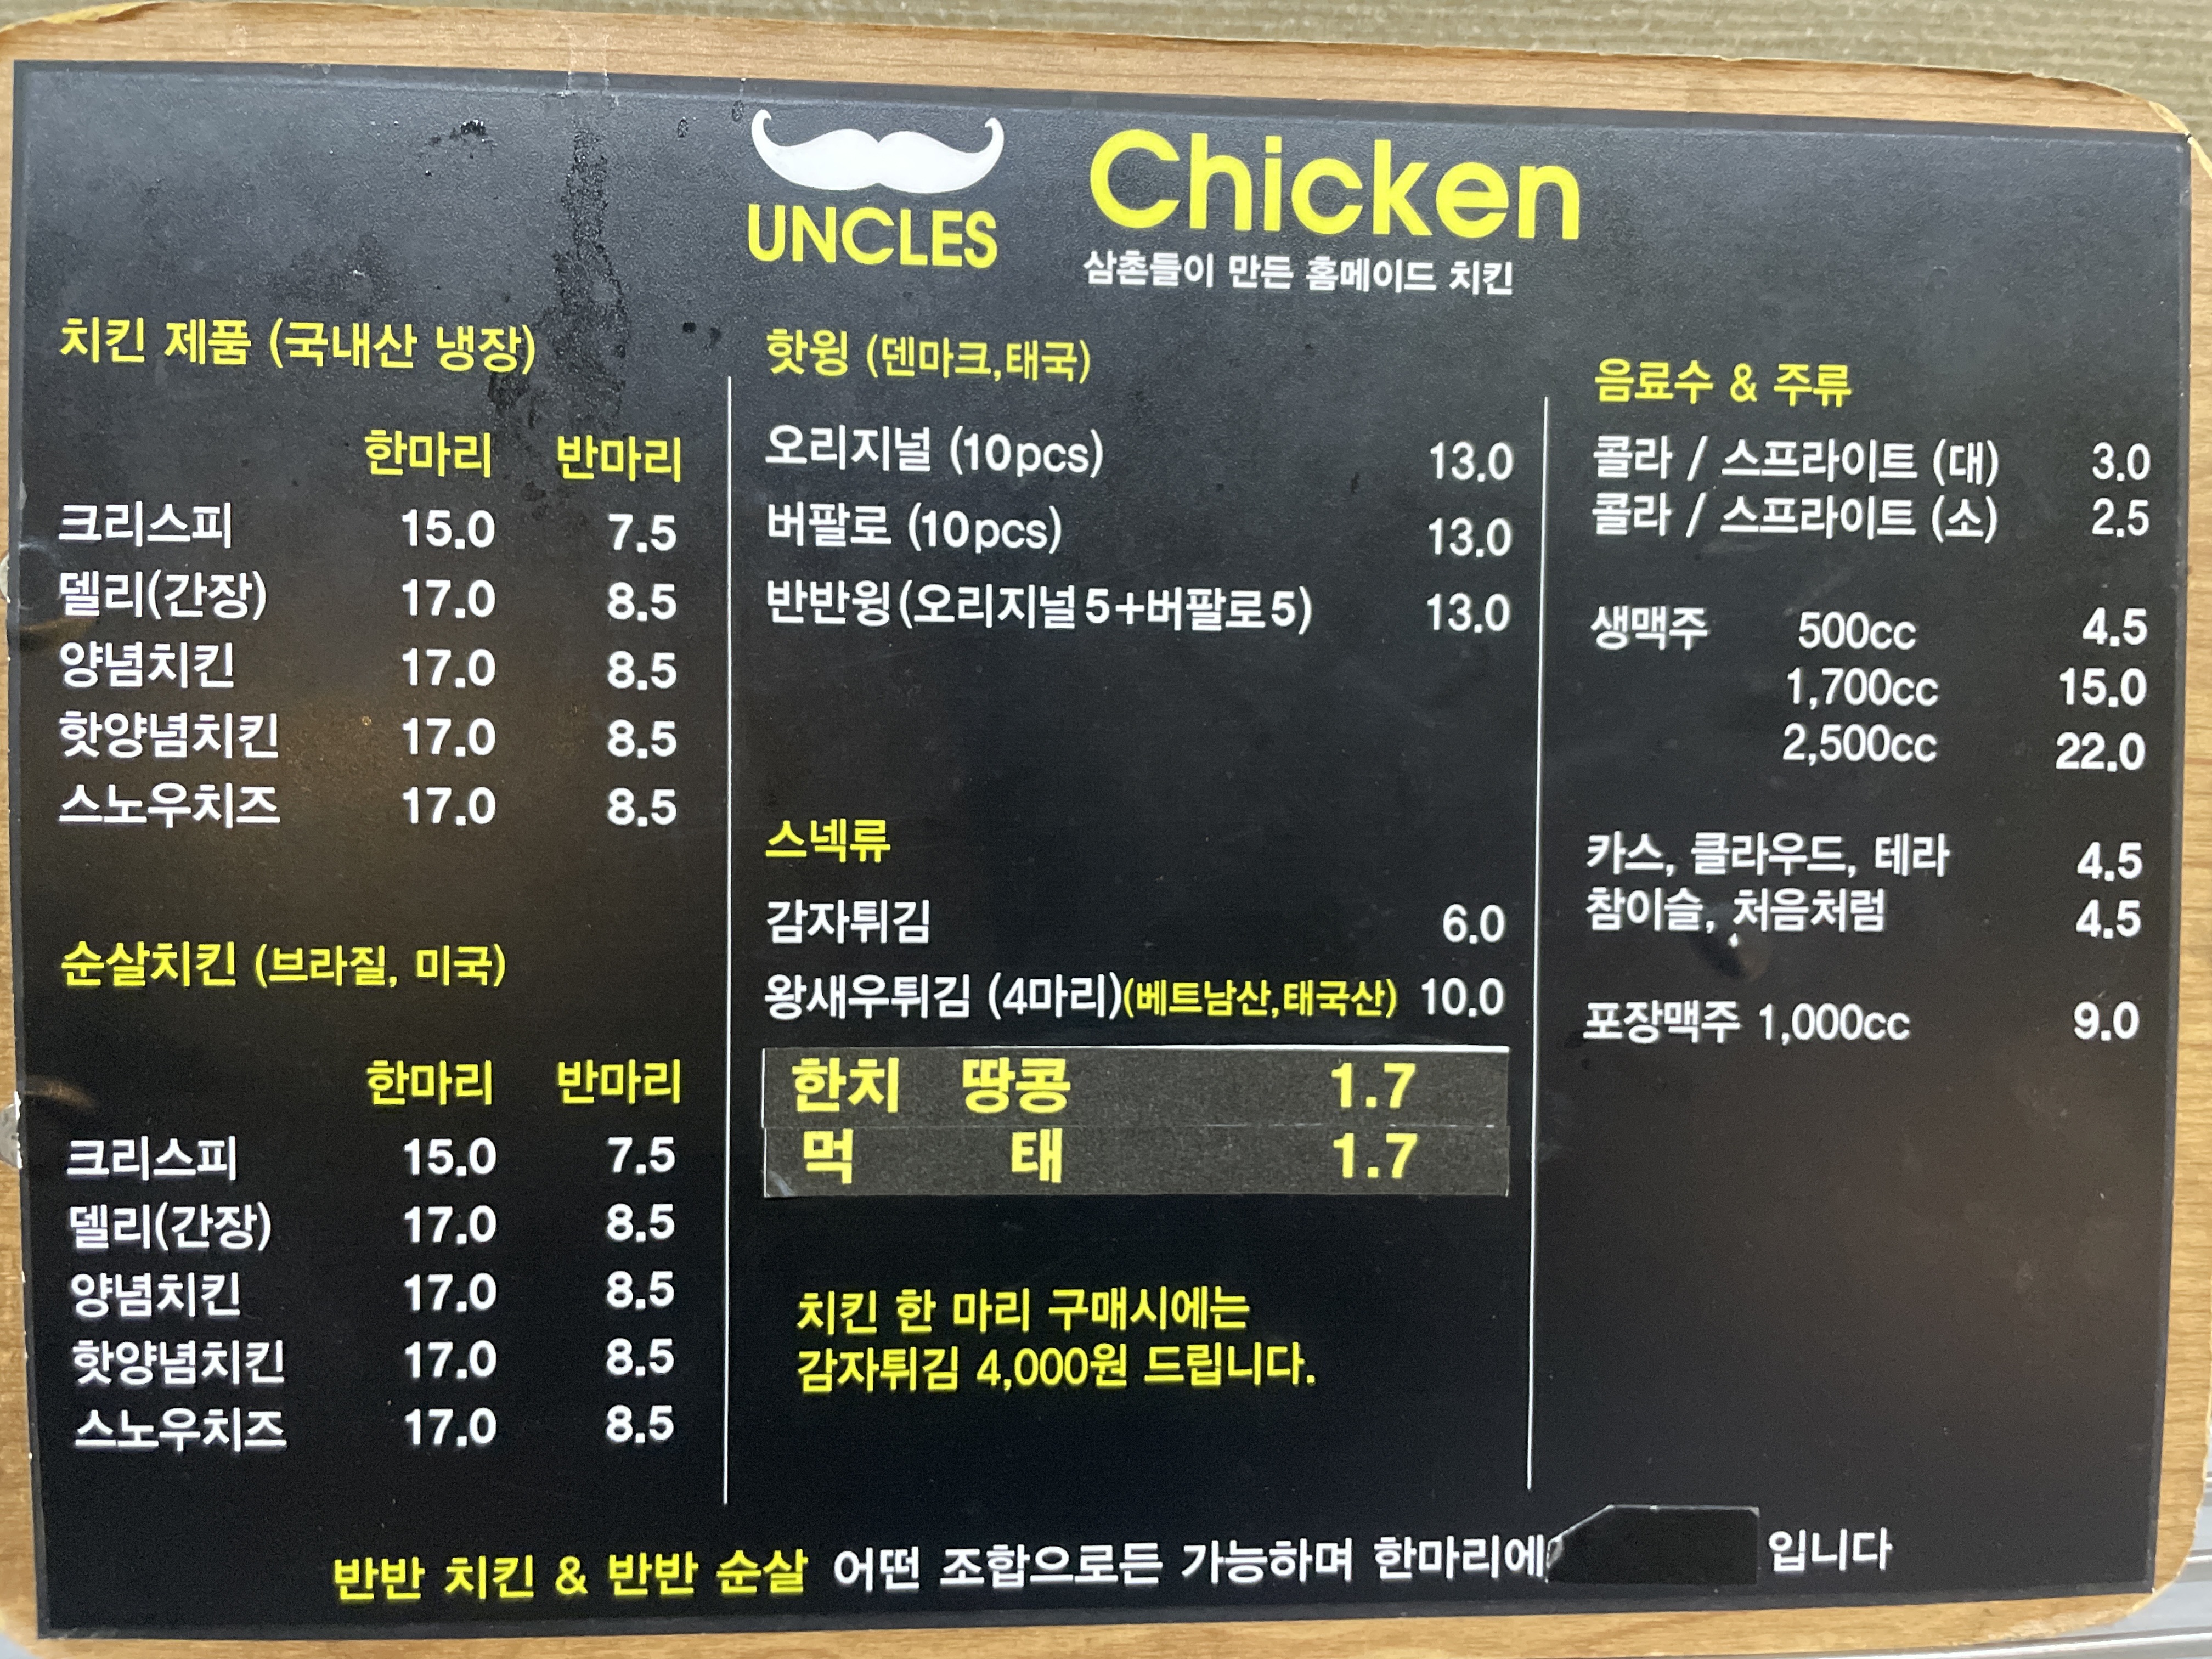 UNCLES
Chicken
삼촌들이 만든 홈메이드 치킨
치킨 제품 (국내산 냉장)
한마리 반마리
크리스피 15.0 7.5
델리(간장) 17.0 8.5
양념치킨 17.0 8.5
핫양념치킨 17.0 8.5
스노우치즈 17.0 8.5
순살치킨 (브라질, 미국)
한마리 반마리
크리스피 15.0 7.5
델리(간장) 17.0 8.5
양념치킨 17.0 8.5
핫양념치킨 17.0 8.5
스노우치즈 17.0 8.5
핫윙 (덴마크,태국)
오리지널 (10pcs) 13.0
버팔로 (10pcs) 13.0
반반윙(오리지널5+버팔로5) 13.0
스넥류
감자튀김 6.0
왕새우튀김 (4마리)(베트남산,태국산) 10.0
한치 땅콩 1.7
먹 태 1.7
치킨 한 마리 구매시에는
감자튀김 4,000원 드립니다.
음료수 & 주류
콜라 / 스프라이트 (대) 3.0
콜라 / 스프라이트 (소) 2.5
생맥주 500cc 4.5
1,700cc 15.0
2,500cc 22.0
카스, 클라우드, 테라 4.5
참이슬, 처음처럼 4.5
포장맥주 1,000cc 9.0
반반 치킨 & 반반 순살 어떤 조합으로든 가능하며 한마리에 입니다